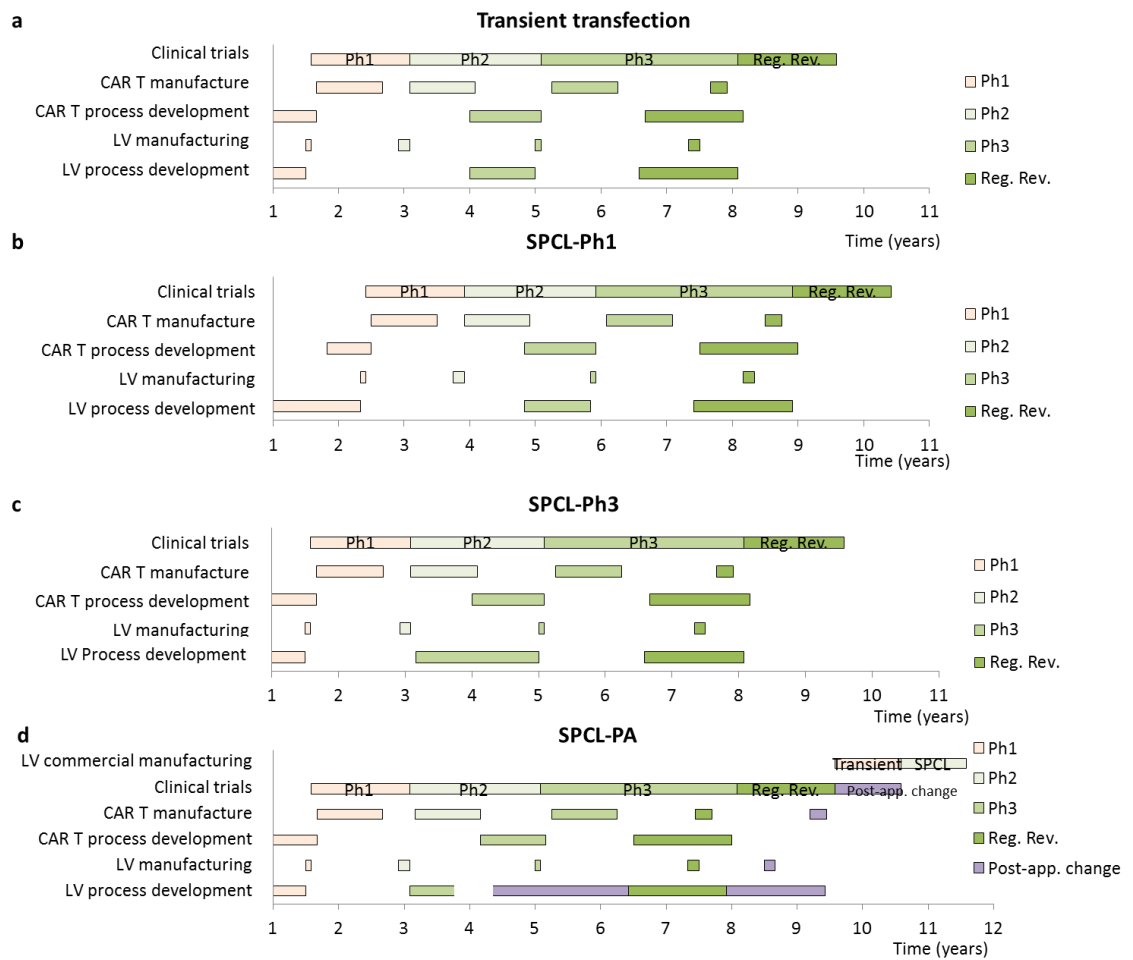 a
Transient transfection
Clinical trials
Ph1 Ph2 Ph3 Reg. Rev.
CAR T manufacture
CAR T process development
LV manufacturing
LV process development
Ph1
Ph2
Ph3
Reg. Rev.
1 2 3 4 5 6 7 8 9 10 11
Time (years)
b
SPCL-Ph1
Clinical trials
Ph1 Ph2 Ph3 Reg. Rev.
CAR T manufacture
CAR T process development
LV manufacturing
LV process development
Ph1
Ph2
Ph3
Reg. Rev.
1 2 3 4 5 6 7 8 9 10 11
Time (years)
c
SPCL-Ph3
Clinical trials
Ph1 Ph2 Ph3 Reg. Rev.
CAR T manufacture
CAR T process development
LV manufacturing
LV Process development
Ph1
Ph2
Ph3
Reg. Rev.
1 2 3 4 5 6 7 8 9 10 11
Time (years)
d
SPCL-PA
LV commercial manufacturing
Transient SPCL
Clinical trials
Ph1 Ph2 Ph3 Reg. Rev. Post-app. change
CAR T manufacture
CAR T process development
LV manufacturing
LV process development
Ph1
Ph2
Ph3
Reg. Rev.
Post-app. change
1 2 3 4 5 6 7 8 9 10 11 12
Time (years)